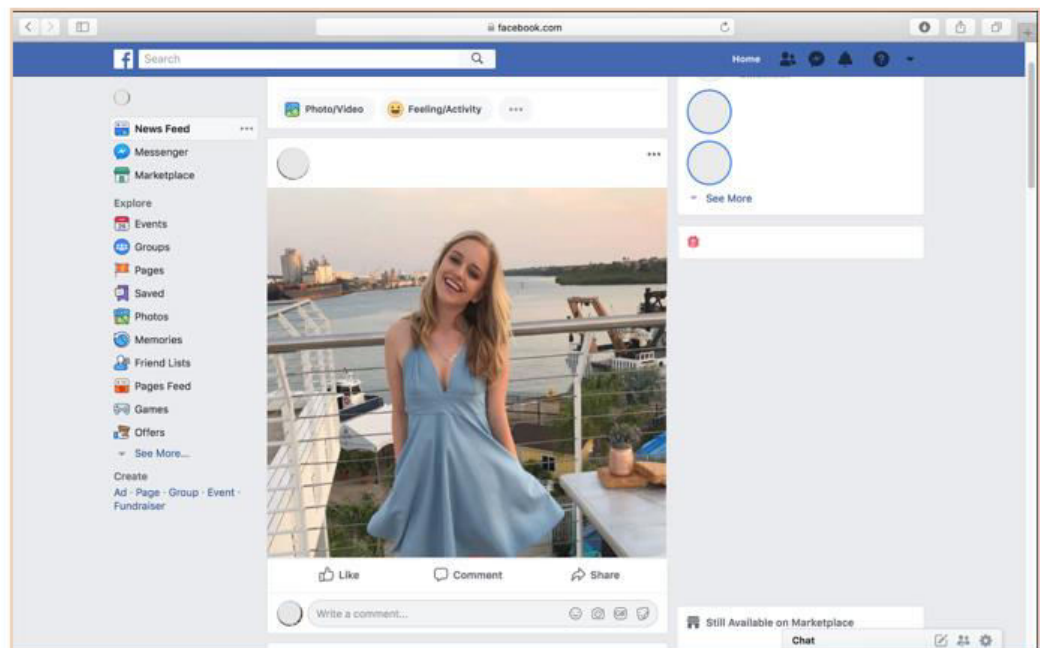 facebook.com
f Search
Home
Photo/Video Feeling/Activity
News Feed
Messenger
Marketplace
Explore
Events
Groups
Pages
Saved
Photos
Memories
Friend Lists
Pages Feed
Games
Offers
See More...
Create
Ad · Page · Group · Event ·
Fundraiser
Like Comment Share
Write a comment...
GIF
See More
Still Available on Marketplace
Chat